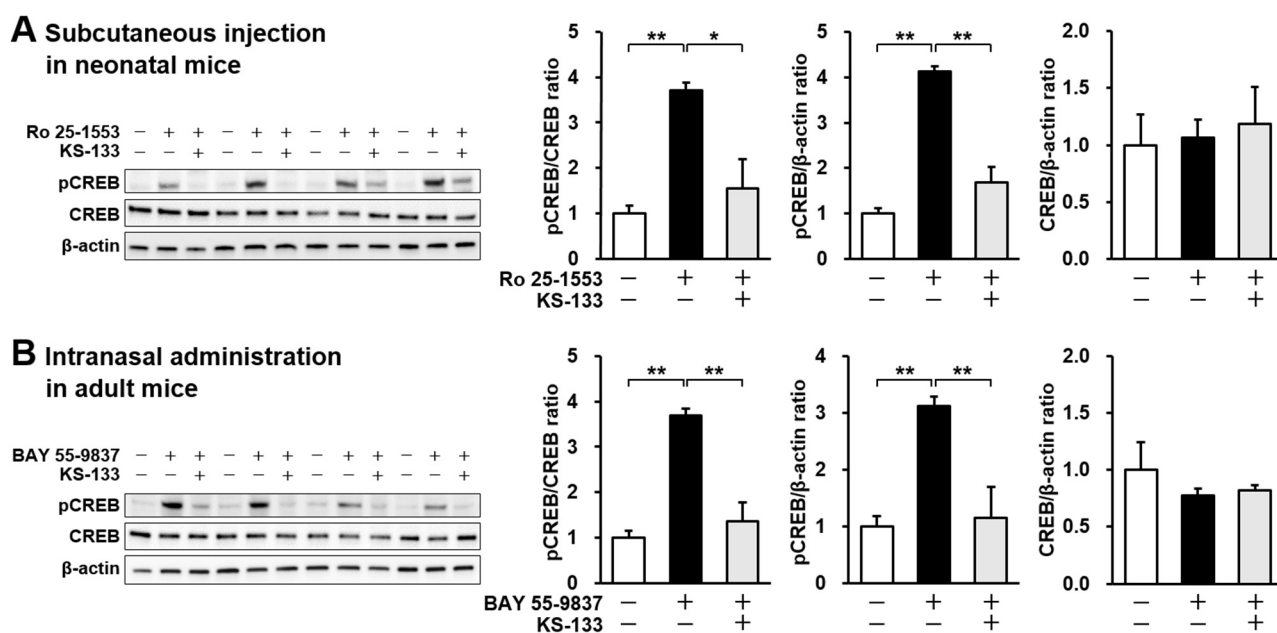 A Subcutaneous injection
in neonatal mice
Ro 25-1553 − + + − + + − + + − + +
KS-133 − − + − − + − − + − − +
pCREB
CREB
β-actin
pCREB/CREB ratio
5
4
3
2
1
0
** *
Ro 25-1553 − + +
KS-133 − − +
pCREB/β-actin ratio
5
4
3
2
1
0
** **
− + +
− − +
CREB/β-actin ratio
2.0
1.5
1.0
0.5
0.0
− + +
− − +
B Intranasal administration
in adult mice
BAY 55-9837 − + + − + + − + + − + +
KS-133 − − + − − + − − + − − +
pCREB
CREB
β-actin
pCREB/CREB ratio
5
4
3
2
1
0
** **
BAY 55-9837 − + +
KS-133 − − +
pCREB/β-actin ratio
4
3
2
1
0
** **
− + +
− − +
CREB/β-actin ratio
2.0
1.5
1.0
0.5
0.0
− + +
− − +